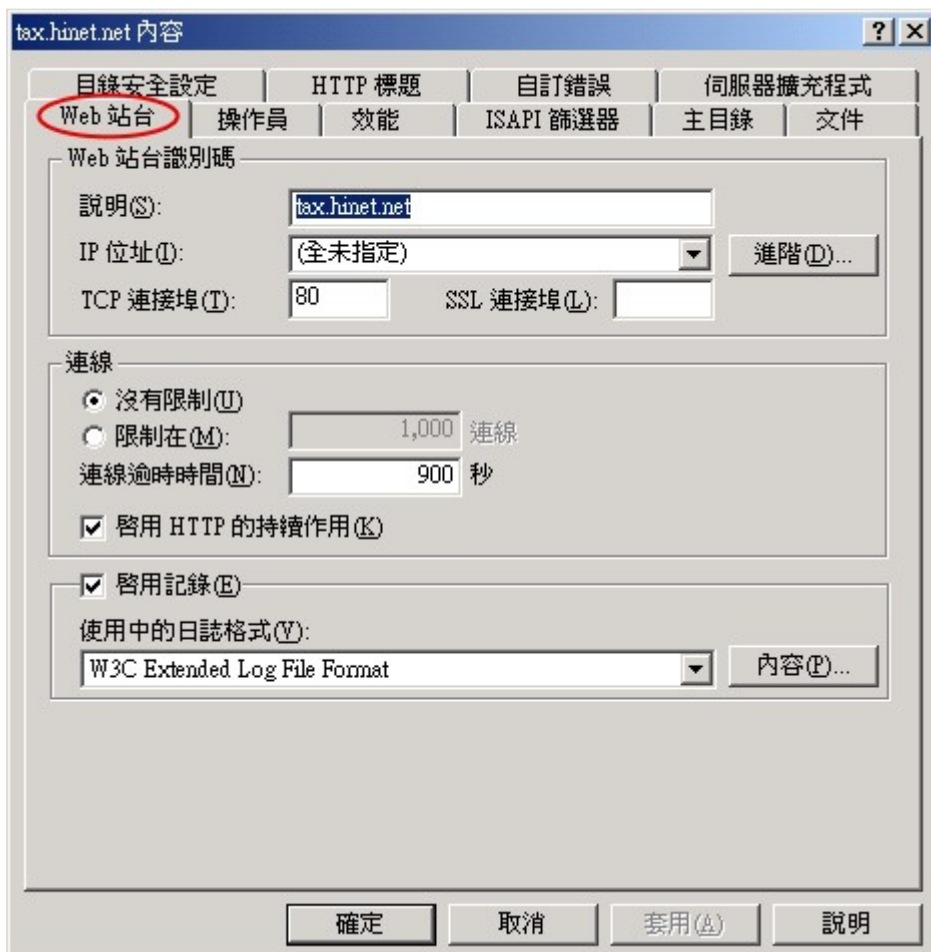 tax.hinet.net 內容
目錄安全設定 HTTP 標題 自訂錯誤 伺服器擴充程式
Web 站台 操作員 效能 ISAPI 篩選器 主目錄 文件
Web 站台識別碼
說明(S): tax.hinet.net
IP 位址(I): (全未指定) 進階(D)...
TCP 連接埠(T): 80 SSL 連接埠(L):
連線
沒有限制(U)
限制在(M): 1,000 連線
連線逾時時間(N): 900 秒
啟用 HTTP 的持續作用(K)
啟用記錄(E)
使用中的日誌格式(V):
W3C Extended Log File Format 內容(P)...
確定 取消 套用(A) 說明